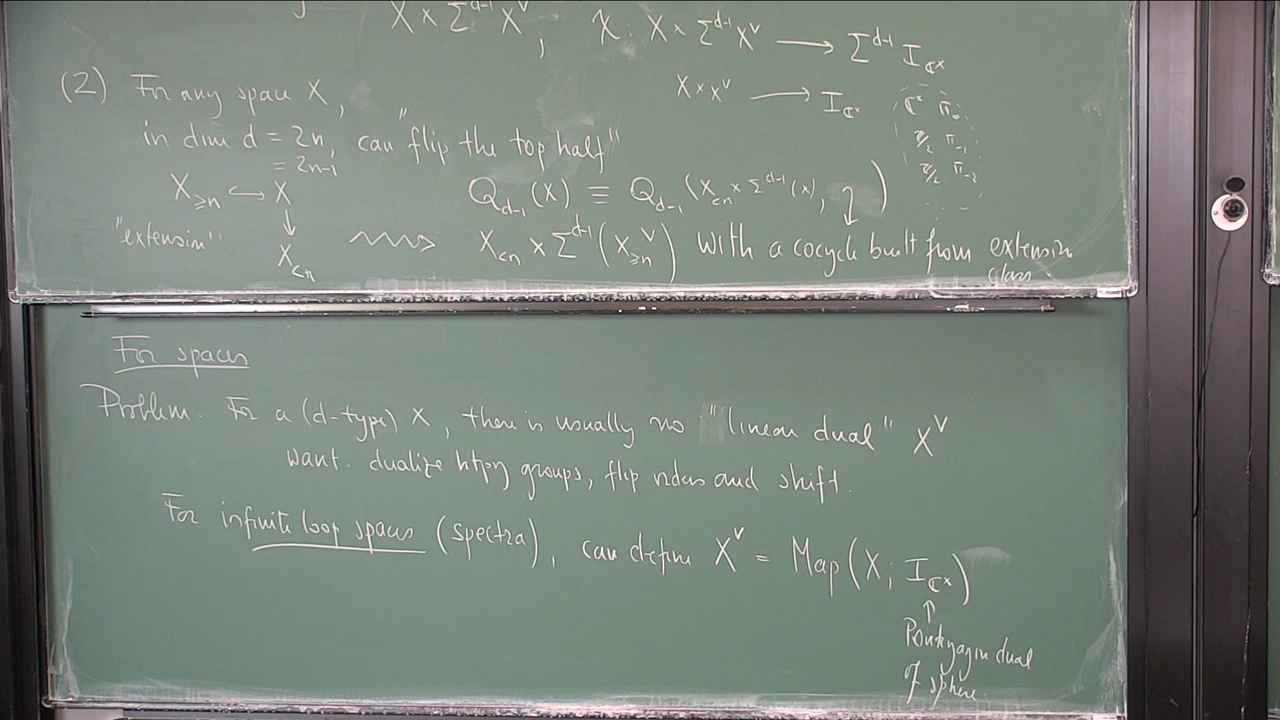 X × Σ^{d-1} X^∨ , χ : X × Σ^{d-1} X^∨ ⟶ Σ^{d-1} I_{ℂ^×}
(2) For any space X, X × X^∨ ⟶ I_{ℂ^×}
ℂ^× π_0
ℤ/2 π_{-1}
ℤ/2 π_{-2}
in dim d = 2n, can "flip the top half"
= 2n-1
X_{≥n} ↪ X
Q_{d-1}(X) ≡ Q_{d-1}(X_{<n} × Σ^{d-1}(X), )
"extension" ↓
X_{<n} ⇝ X_{<n} × Σ^{d-1}(X_{≥n}^∨) with a cocycle built from extension
class
For spaces
Problem. For a (d-type) X, there is usually no "linear dual" X^∨
want. dualize htpy groups, flip orders and shift.
For infinite loop spaces (spectra), can define X^∨ = Map(X; I_{ℂ^×})
↑
Pontryagin dual
of sphere.